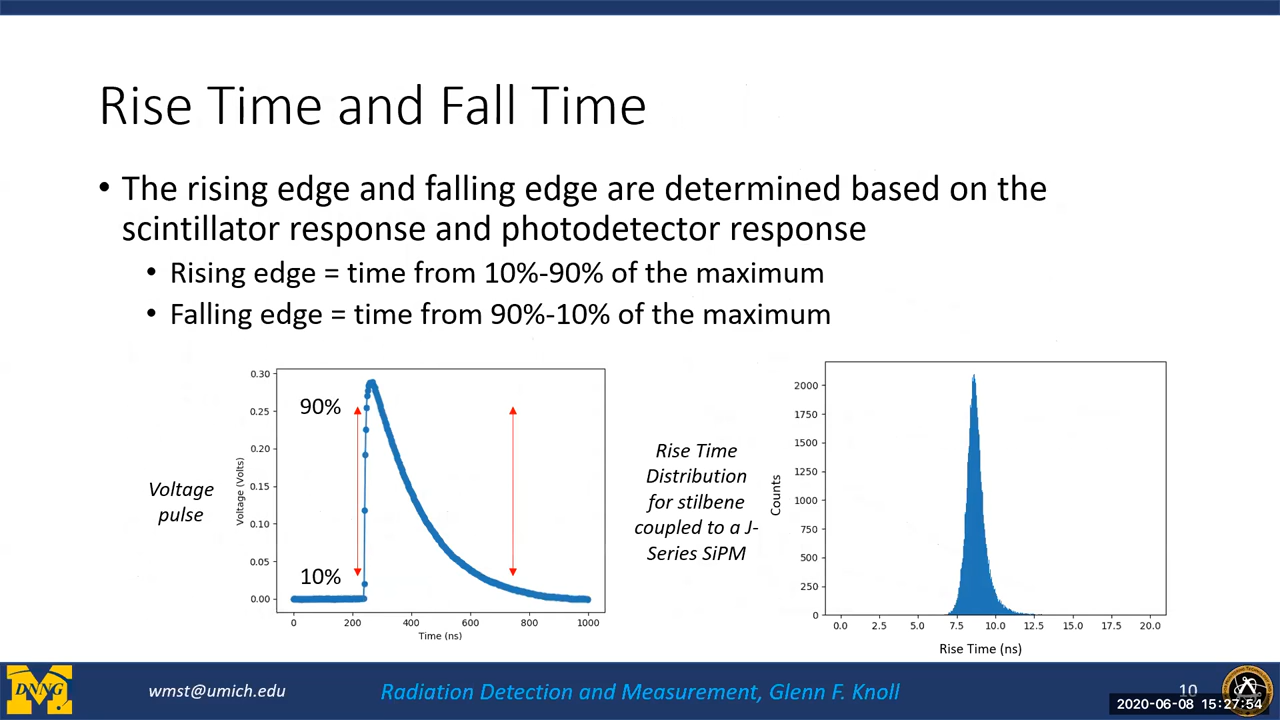 Rise Time and Fall Time
• The rising edge and falling edge are determined based on the
scintillator response and photodetector response
• Rising edge = time from 10%-90% of the maximum
• Falling edge = time from 90%-10% of the maximum
Voltage
pulse
Voltage (Volts)
0.30
0.25
0.20
0.15
0.10
0.05
0.00
90%
10%
0 200 400 600 800 1000
Time (ns)
Rise Time
Distribution
for stilbene
coupled to a J-
Series SiPM
Counts
2000
1750
1500
1250
1000
750
500
250
0
0.0 2.5 5.0 7.5 10.0 12.5 15.0 17.5 20.0
Rise Time (ns)
DNNG
wmst@umich.edu
Radiation Detection and Measurement, Glenn F. Knoll
10
2020-06-08 15:27:54